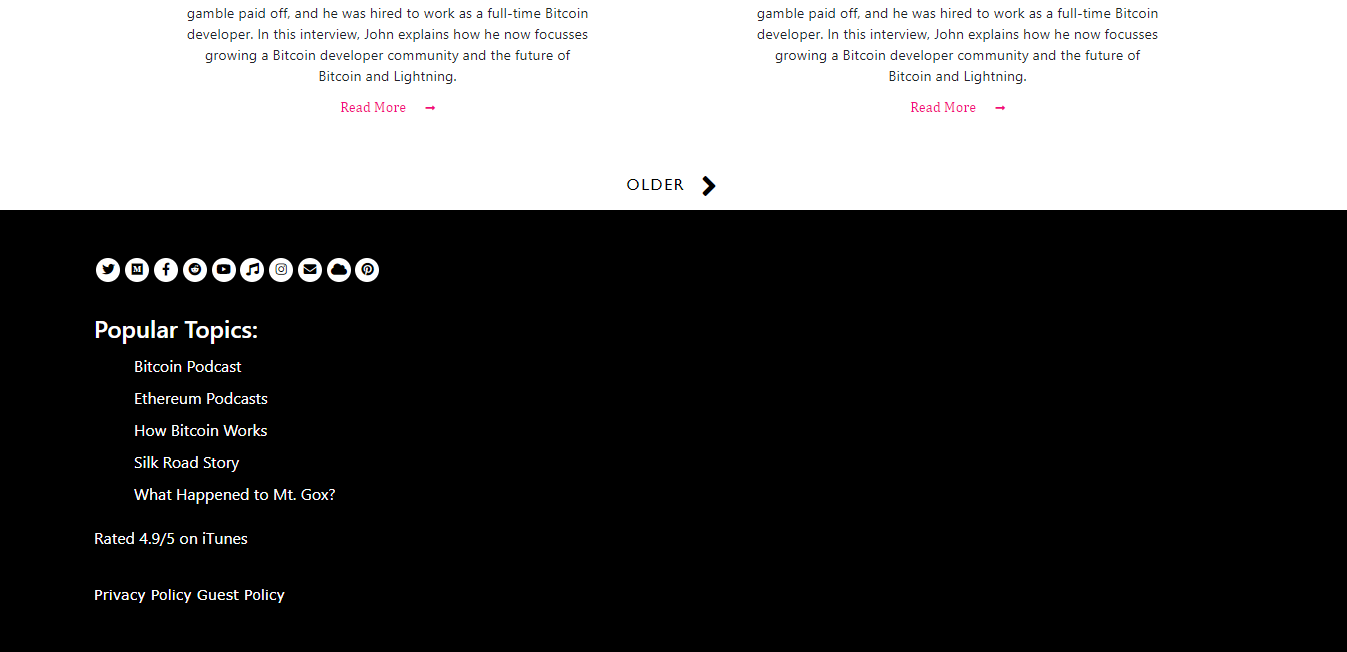 gamble paid off, and he was hired to work as a full-time Bitcoin
developer. In this interview, John explains how he now focusses
growing a Bitcoin developer community and the future of
Bitcoin and Lightning.
Read More
gamble paid off, and he was hired to work as a full-time Bitcoin
developer. In this interview, John explains how he now focusses
growing a Bitcoin developer community and the future of
Bitcoin and Lightning.
Read More
OLDER
Popular Topics:
Bitcoin Podcast
Ethereum Podcasts
How Bitcoin Works
Silk Road Story
What Happened to Mt. Gox?
Rated 4.9/5 on iTunes
Privacy Policy Guest Policy